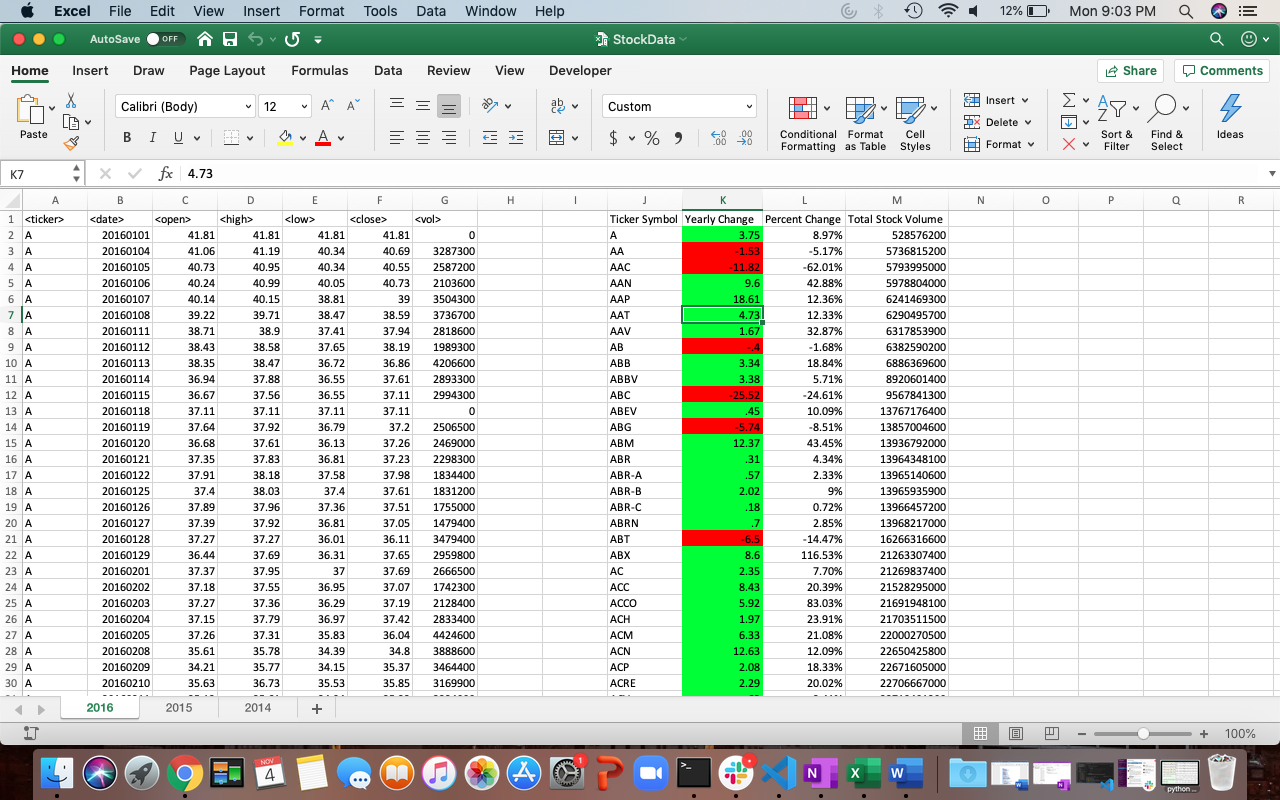 Excel File Edit View Insert Format Tools Data Window Help 12% Mon 9:03 PM
AutoSave OFF StockData
Home Insert Draw Page Layout Formulas Data Review View Developer Share Comments
Paste Calibri (Body) 12 Custom Conditional Formatting Format as Table Cell Styles Insert Delete Format Sort & Filter Find & Select Ideas
K7 fx 4.73
A B C D E F G H I J K L M N O P Q R
1 <ticker> <date> <open> <high> <low> <close> <vol> Ticker Symbol Yearly Change Percent Change Total Stock Volume
2 A 20160101 41.81 41.81 41.81 41.81 0 A 3.75 8.97% 528576200
3 A 20160104 41.06 41.19 40.34 40.69 3287300 AA -1.53 -5.17% 5736815200
4 A 20160105 40.73 40.95 40.34 40.55 2587200 AAC -11.82 -62.01% 5793995000
5 A 20160106 40.24 40.99 40.05 40.73 2103600 AAN 9.6 42.88% 5978804000
6 A 20160107 40.14 40.15 38.81 39 3504300 AAP 18.61 12.36% 6241469300
7 A 20160108 39.22 39.71 38.47 38.59 3736700 AAT 4.73 12.33% 6290495700
8 A 20160111 38.71 38.9 37.41 37.94 2818600 AAV 1.67 32.87% 6317853900
9 A 20160112 38.43 38.58 37.65 38.19 1989300 AB -.4 -1.68% 6382590200
10 A 20160113 38.35 38.47 36.72 36.86 4206600 ABB 3.34 18.84% 6886369600
11 A 20160114 36.94 37.88 36.55 37.61 2893300 ABBV 3.38 5.71% 8920601400
12 A 20160115 36.67 37.56 36.55 37.11 2994300 ABC -25.52 -24.61% 9567841300
13 A 20160118 37.11 37.11 37.11 37.11 0 ABEV .45 10.09% 13767176400
14 A 20160119 37.64 37.92 36.79 37.2 2506500 ABG -5.74 -8.51% 13857004600
15 A 20160120 36.68 37.61 36.13 37.26 2469000 ABM 12.37 43.45% 13936792000
16 A 20160121 37.35 37.83 36.81 37.23 2298300 ABR .31 4.34% 13964348100
17 A 20160122 37.91 38.18 37.58 37.98 1834400 ABR-A .57 2.33% 13965140600
18 A 20160125 37.4 38.03 37.4 37.61 1831200 ABR-B 2.02 9% 13965935900
19 A 20160126 37.89 37.96 37.36 37.51 1755000 ABR-C .18 0.72% 13966457200
20 A 20160127 37.39 37.92 36.81 37.05 1479400 ABRN .7 2.85% 13968217000
21 A 20160128 37.27 37.27 36.01 36.11 3479400 ABT -6.5 -14.47% 16266316600
22 A 20160129 36.44 37.69 36.31 37.65 2959800 ABX 8.6 116.53% 21263307400
23 A 20160201 37.37 37.95 37 37.69 2666500 AC 2.35 7.70% 21269837400
24 A 20160202 37.18 37.55 36.95 37.07 1742300 ACC 8.43 20.39% 21528295000
25 A 20160203 37.27 37.36 36.29 37.19 2128400 ACCO 5.92 83.03% 21691948100
26 A 20160204 37.15 37.79 36.97 37.42 2833400 ACH 1.97 23.91% 21703511500
27 A 20160205 37.26 37.31 35.83 36.04 4424600 ACM 6.33 21.08% 22000270500
28 A 20160208 35.61 35.78 34.39 34.8 3888600 ACN 12.63 12.09% 22650425800
29 A 20160209 34.21 35.77 34.15 35.37 3464400 ACP 2.08 18.33% 22671605000
30 A 20160210 35.63 36.73 35.53 35.85 3169900 ACRE 2.29 20.02% 22706667000
2016 2015 2014 +
100%
NOV 4 1 python ...